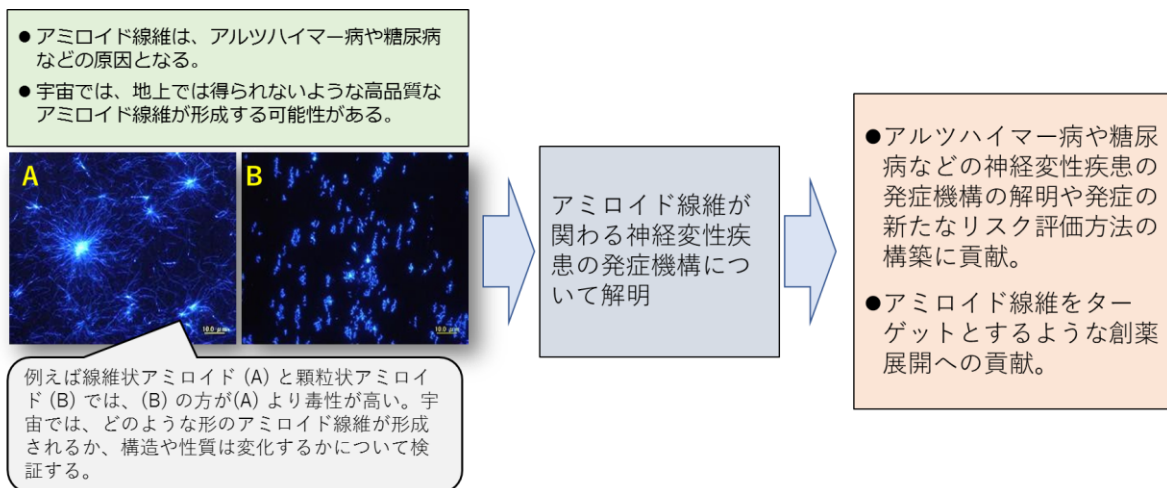 ●アミロイド線維は、アルツハイマー病や糖尿病
などの原因となる。
●宇宙では、地上では得られないような高品質な
アミロイド線維が形成する可能性がある。
A
B
10.0 μm
10.0 μm
例えば線維状アミロイド (A) と顆粒状アミロイ
ド (B) では、(B) の方が(A) より毒性が高い。宇
宙では、どのような形のアミロイド線維が形成
されるか、構造や性質は変化するかについて検
証する。
アミロイド線維が
関わる神経変性疾
患の発症機構につ
いて解明
●アルツハイマー病や糖尿
病などの神経変性疾患の
発症機構の解明や発症の
新たなリスク評価方法の
構築に貢献。
●アミロイド線維をター
ゲットとするような創薬
展開への貢献。